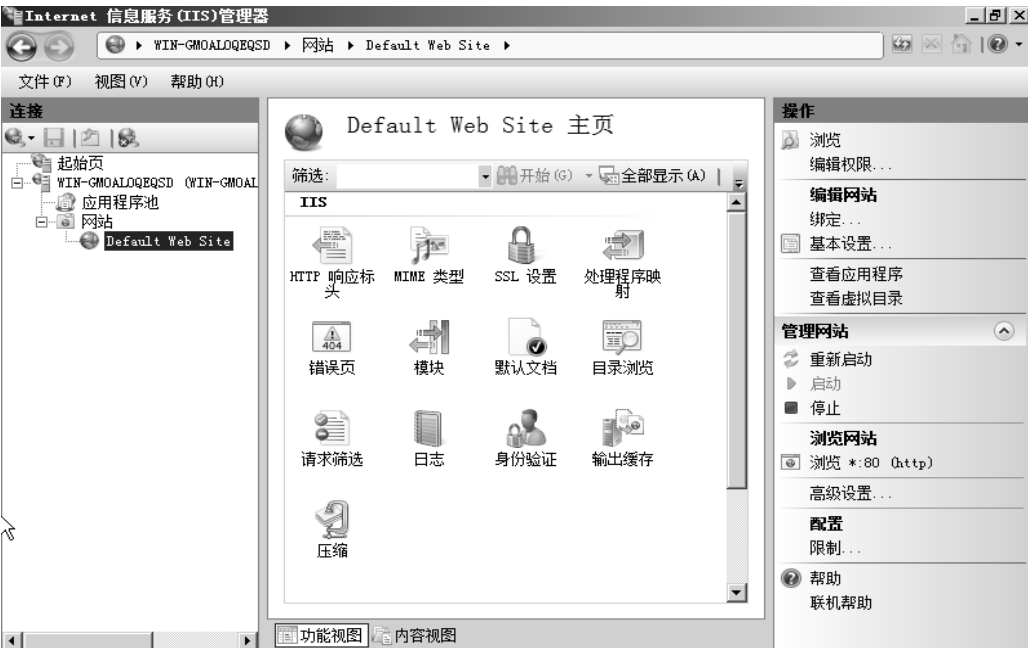 Internet 信息服务(IIS)管理器
WIN-GMOALOQEQSD 网站 Default Web Site
文件(F) 视图(V) 帮助(H)
连接
起始页
WIN-GMOALOQEQSD (WIN-GMOAL
应用程序池
网站
Default Web Site
Default Web Site 主页
筛选: 开始(G) 全部显示(A)
IIS
HTTP 响应标头
MIME 类型
SSL 设置
处理程序映射
404
错误页
模块
默认文档
目录浏览
请求筛选
日志
身份验证
输出缓存
压缩
功能视图 内容视图
操作
浏览
编辑权限...
编辑网站
绑定...
基本设置...
查看应用程序
查看虚拟目录
管理网站
重新启动
启动
停止
浏览网站
浏览 *:80 (http)
高级设置...
配置
限制...
帮助
联机帮助